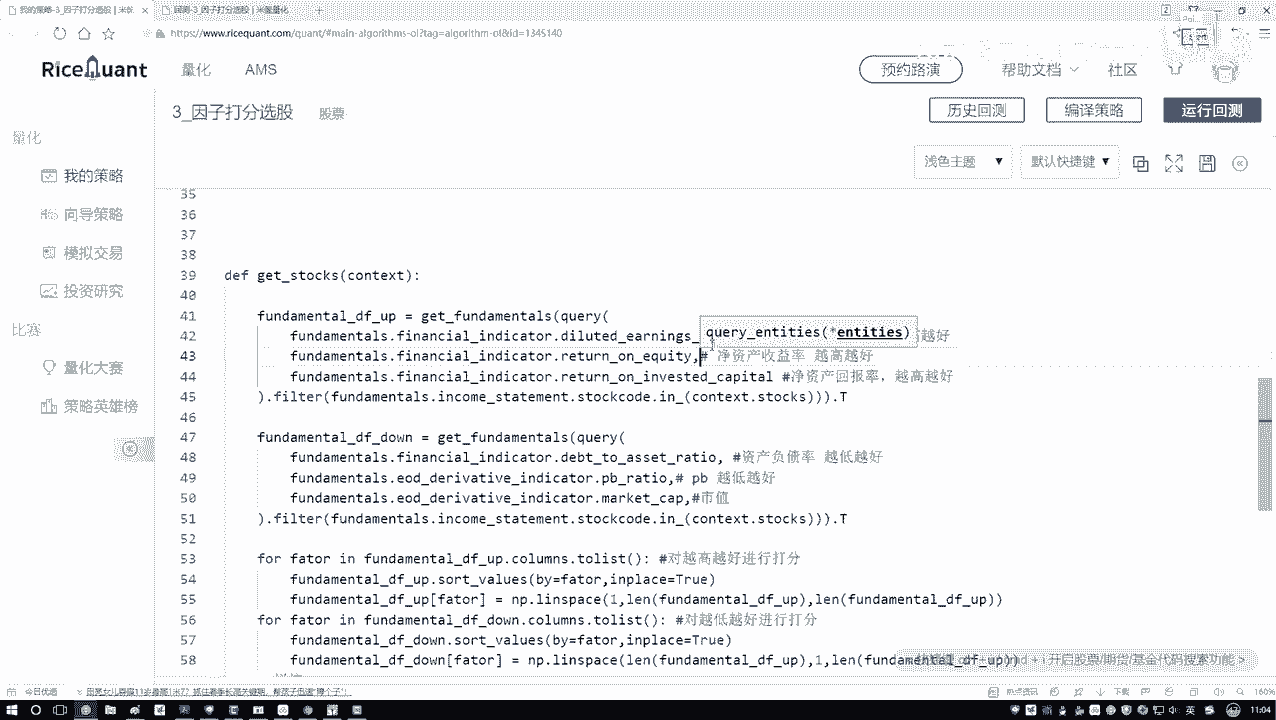 我的策略-3_因子打分选股 | 米筐
回测-3_因子打分选股 | 米筐量化
https://www.ricequant.com/quant/#main-algorithms-ol?tag=algorithm-ol&id=1345140
RiceQuant 量化 AMS 预约路演 帮助文档 社区
3_因子打分选股 股票 历史回测 编译策略 运行回测
量化
我的策略
向导策略
模拟交易
投资研究
比赛
量化大赛
策略英雄榜
浅色主题 ▼ 默认快捷键 ▼
35
36
37
38
39 def get_stocks(context):
40
41 fundamental_df_up = get_fundamentals(query(
42 fundamentals.financial_indicator.diluted_earnings_ 越好
query_entities(*entities)
43 fundamentals.financial_indicator.return_on_equity,# 净资产收益率 越高越好
44 fundamentals.financial_indicator.return_on_invested_capital #净资产回报率，越高越好
45 ).filter(fundamentals.income_statement.stockcode.in_(context.stocks))).T
46
47 fundamental_df_down = get_fundamentals(query(
48 fundamentals.financial_indicator.debt_to_asset_ratio, #资产负债率 越低越好
49 fundamentals.eod_derivative_indicator.pb_ratio,# pb 越低越好
50 fundamentals.eod_derivative_indicator.market_cap,#市值
51 ).filter(fundamentals.income_statement.stockcode.in_(context.stocks))).T
52
53 for fator in fundamental_df_up.columns.tolist(): #对越高越好进行打分
54 fundamental_df_up.sort_values(by=fator,inplace=True)
55 fundamental_df_up[fator] = np.linspace(1,len(fundamental_df_up),len(fundamental_df_up))
56 for fator in fundamental_df_down.columns.tolist(): #对越低越好进行打分
57 fundamental_df_down.sort_values(by=fator,inplace=True)
58 fundamental_df_down[fator] = np.linspace(len(fundamental_df_down),1,len(fundamental_df_up))
开启股票/期货/基金代码搜索功能
今日优选
热点资讯
下载
160%
英
11:04